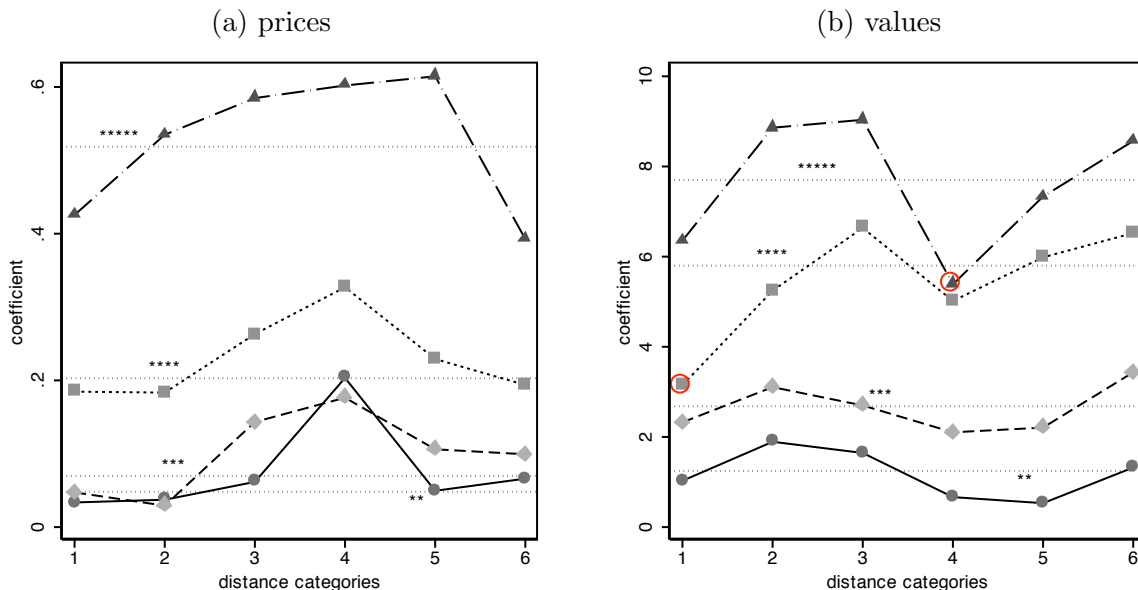 (a) prices
coefficient
.6
.4
.2
0
*****
****
***
**
1 2 3 4 5 6
distance categories
(b) values
coefficient
10
8
6
4
2
0
*****
****
***
**
1 2 3 4 5 6
distance categories